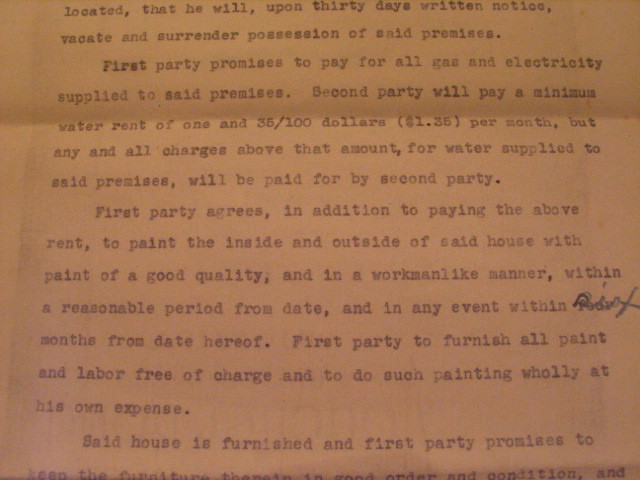 located, that he will, upon thirty days written notice,
vacate and surrender possession of said premises.
First party promises to pay for all gas and electricity
supplied to said premises. Second party will pay a minimum
water rent of one and 35/100 dollars ($1.35) per month, but
any and all charges above that amount, for water supplied to
said premises, will be paid for by second party.
First party agrees, in addition to paying the above
rent, to paint the inside and outside of said house with
paint of a good quality, and in a workmanlike manner, within
a reasonable period from date, and in any event within
months from date hereof. First party to furnish all paint
and labor free of charge and to do such painting wholly at
his own expense.
Said house is furnished and first party promises to
keep the furniture therein in good order and condition, and